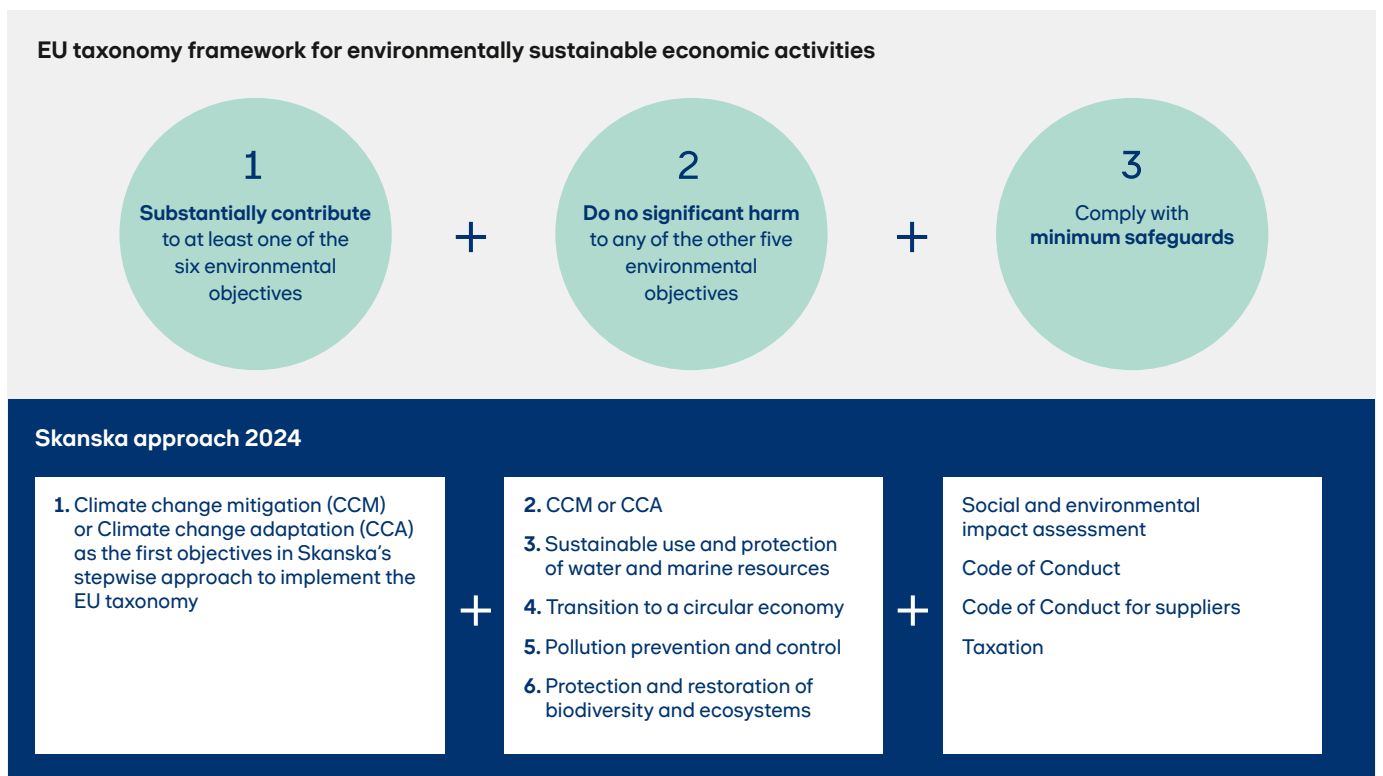 EU taxonomy framework for environmentally sustainable economic activities
1
Substantially contribute
to at least one of the
six environmental
objectives
+
2
Do no significant harm
to any of the other five
environmental
objectives
+
3
Comply with
minimum safeguards
Skanska approach 2024
1. Climate change mitigation (CCM)
or Climate change adaptation (CCA)
as the first objectives in Skanska's
stepwise approach to implement the
EU taxonomy
+
2. CCM or CCA
3. Sustainable use and protection
of water and marine resources
4. Transition to a circular economy
5. Pollution prevention and control
6. Protection and restoration of
biodiversity and ecosystems
+
Social and environmental
impact assessment
Code of Conduct
Code of Conduct for suppliers
Taxation